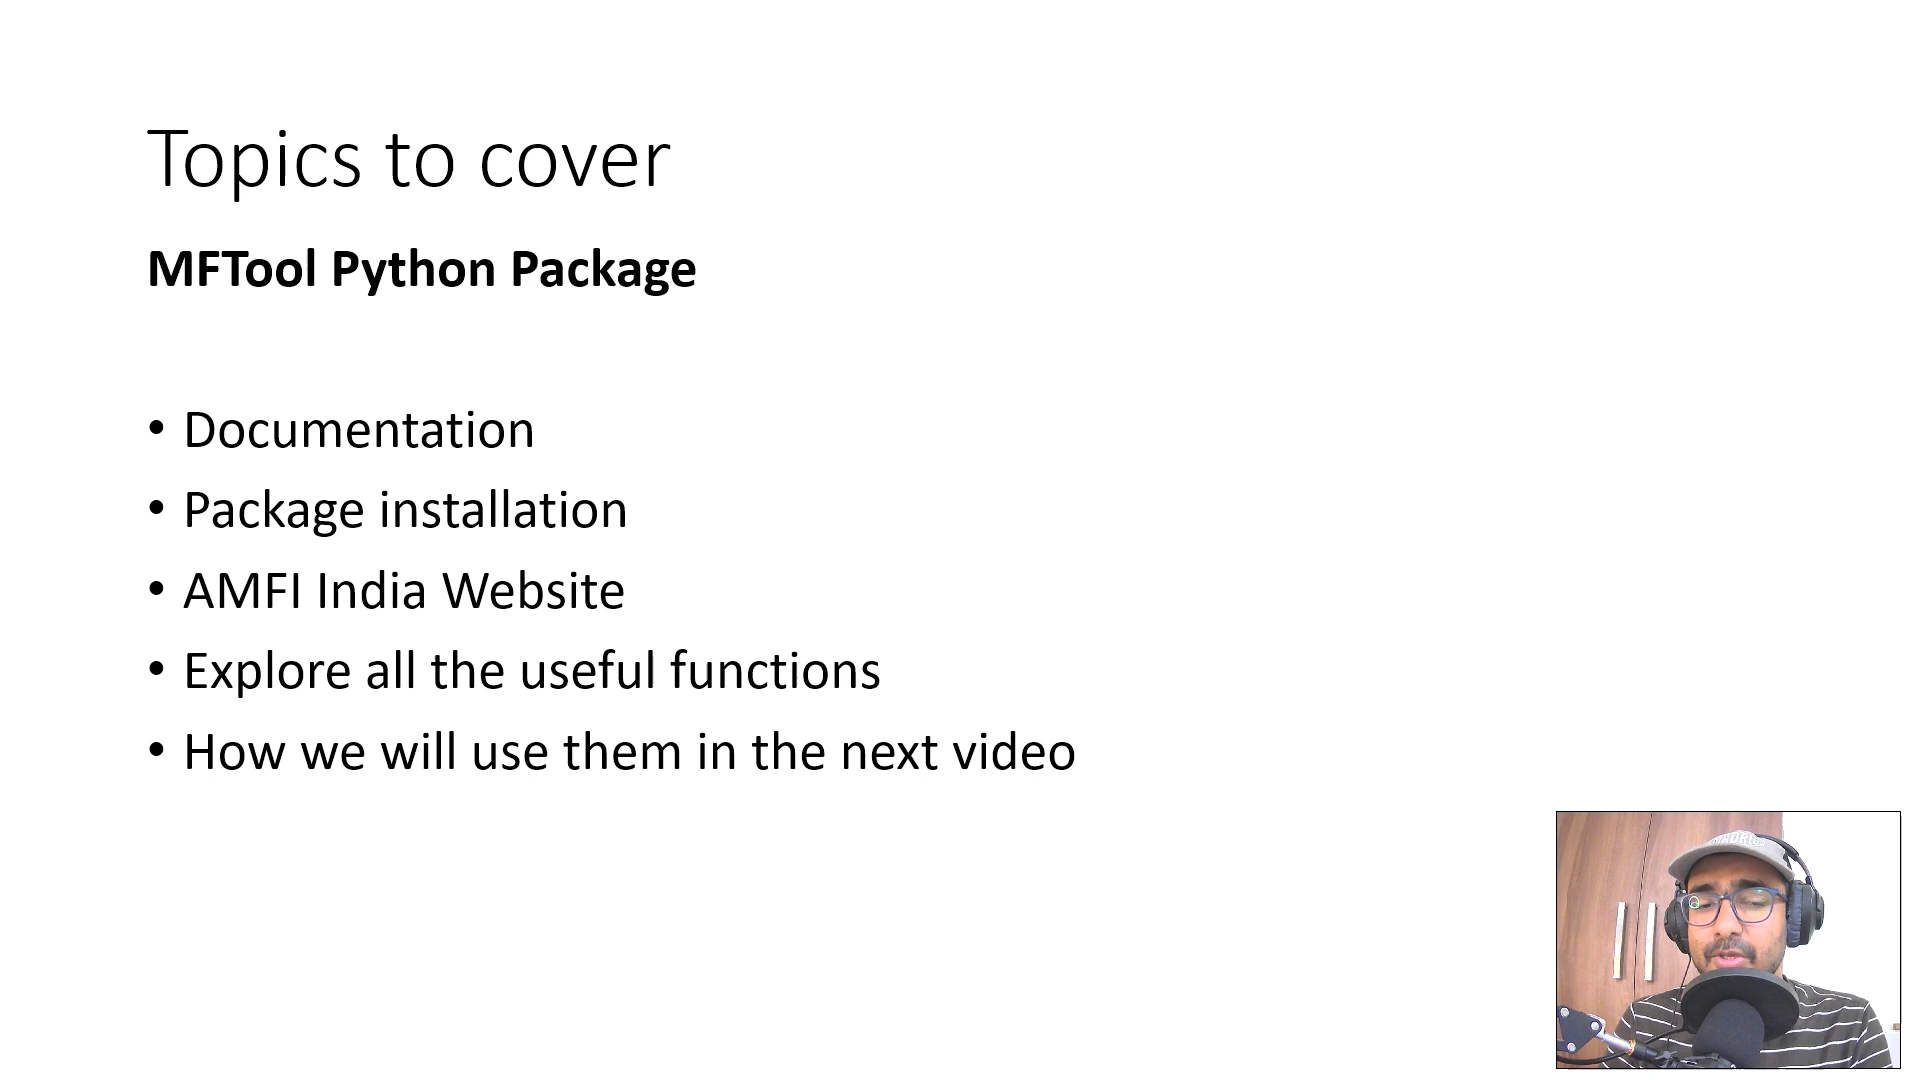 Topics to cover
MFTool Python Package
• Documentation
• Package installation
• AMFI India Website
• Explore all the useful functions
• How we will use them in the next video